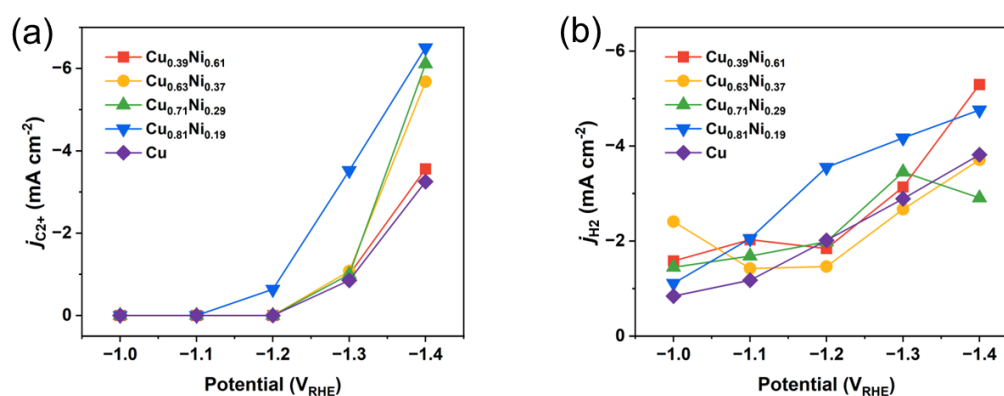 (a)
j_C2+ (mA cm⁻²)
−6
−4
−2
0
Cu0.39Ni0.61
Cu0.63Ni0.37
Cu0.71Ni0.29
Cu0.81Ni0.19
Cu
−1.0 −1.1 −1.2 −1.3 −1.4
Potential (VRHE)
(b)
jH2 (mA cm⁻²)
−6
−4
−2
0
Cu0.39Ni0.61
Cu0.63Ni0.37
Cu0.71Ni0.29
Cu0.81Ni0.19
Cu
−1.0 −1.1 −1.2 −1.3 −1.4
Potential (VRHE)